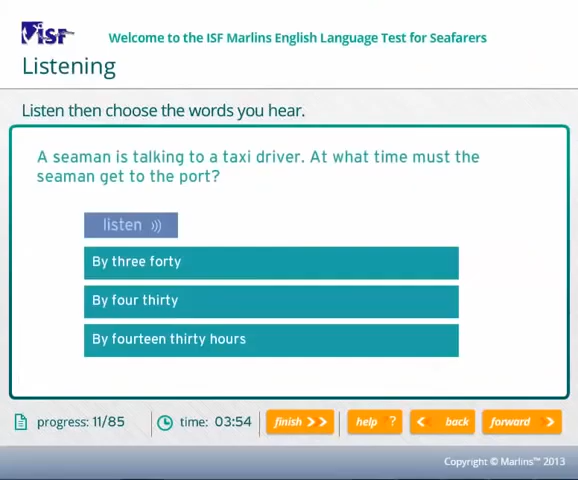 ISF
Welcome to the ISF Marlins English Language Test for Seafarers
Listening
Listen then choose the words you hear.
A seaman is talking to a taxi driver. At what time must the
seaman get to the port?
listen
By three forty
By four thirty
By fourteen thirty hours
progress: 11/85 time: 03:54 finish >> help ? < back forward >
Copyright © Marlins™ 2013